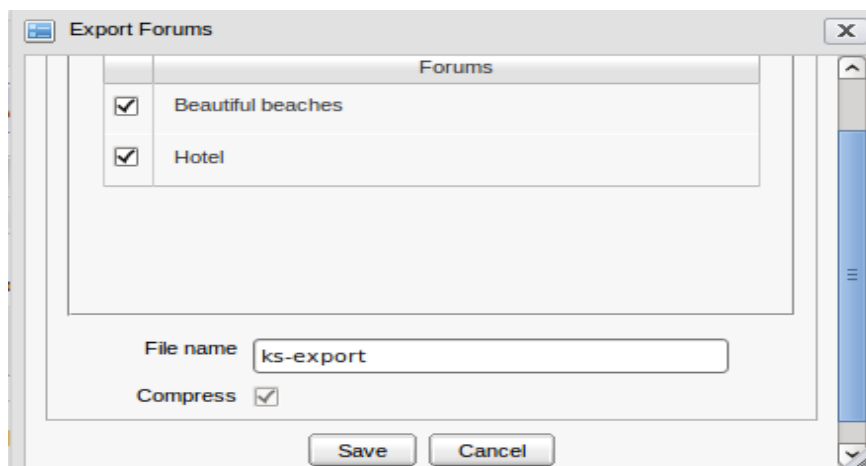 Export Forums
Forums
Beautiful beaches
Hotel
File name ks-export
Compress
Save Cancel